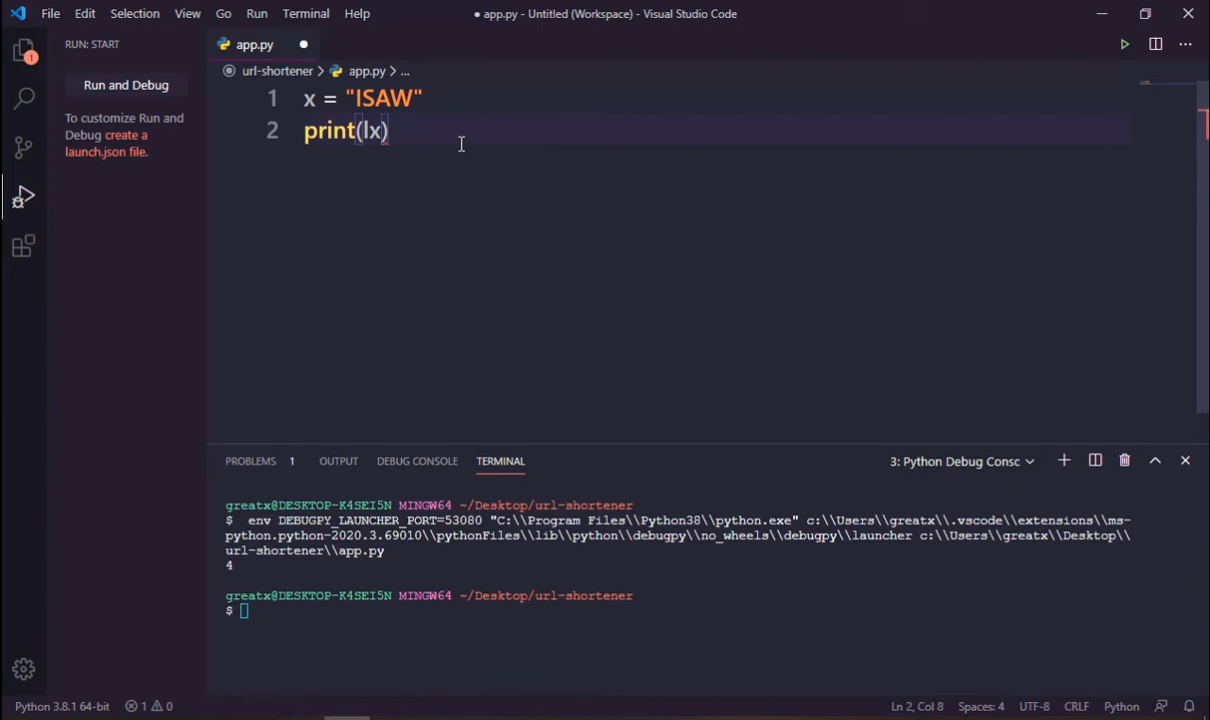 File Edit Selection View Go Run Terminal Help
● app.py - Untitled (Workspace) - Visual Studio Code
RUN: START
app.py ●
1
Run and Debug
url-shortener > app.py > ...
To customize Run and
Debug create a
launch.json file.
1 x = "ISAW"
2 print(lx)
PROBLEMS 1 OUTPUT DEBUG CONSOLE TERMINAL
3: Python Debug Consc
greatx@DESKTOP-K4SEI5N MINGW64 ~/Desktop/url-shortener
$ env DEBUGPY_LAUNCHER_PORT=53080 "C:\\Program Files\\Python38\\python.exe" c:\\Users\\greatx\\.vscode\\extensions\\ms-
python.python-2020.3.69010\\pythonFiles\\lib\\python\\debugpy\\no_wheels\\debugpy\\launcher c:\\Users\\greatx\\Desktop\\
url-shortener\\app.py
4
greatx@DESKTOP-K4SEI5N MINGW64 ~/Desktop/url-shortener
$
Python 3.8.1 64-bit 1 0 Ln 2, Col 8 Spaces: 4 UTF-8 CRLF Python